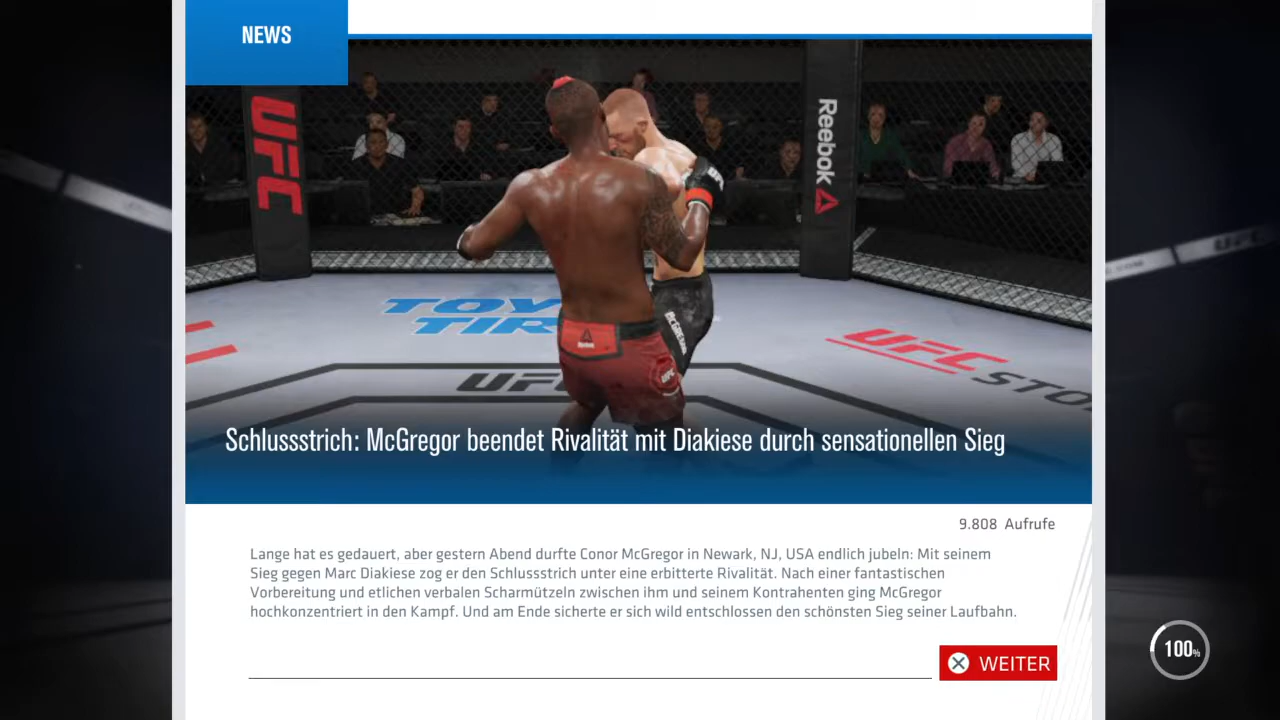 NEWS
UFC
Reebok
UFC
McGREGOR
TOY
TIR
UFC
UFC
STO
Schlussstrich: McGregor beendet Rivalität mit Diakiese durch sensationellen Sieg
9.808 Aufrufe
Lange hat es gedauert, aber gestern Abend durfte Conor McGregor in Newark, NJ, USA endlich jubeln: Mit seinem
Sieg gegen Marc Diakiese zog er den Schlussstrich unter eine erbitterte Rivalität. Nach einer fantastischen
Vorbereitung und etlichen verbalen Scharmützeln zwischen ihm und seinem Kontrahenten ging McGregor
hochkonzentriert in den Kampf. Und am Ende sicherte er sich wild entschlossen den schönsten Sieg seiner Laufbahn.
100%
WEITER